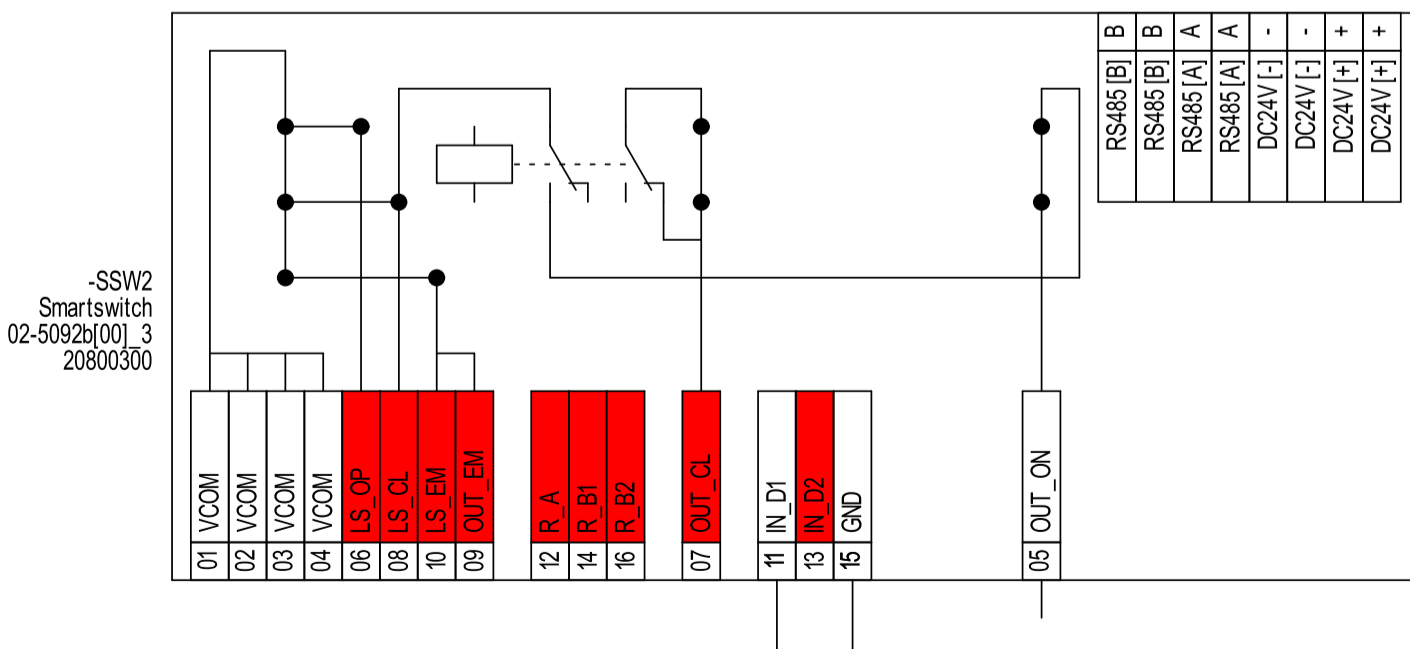 B
B
A
A
-
-
+
+
RS485 [B]
RS485 [B]
RS485 [A]
RS485 [A]
DC24V [-]
DC24V [-]
DC24V [+]
DC24V [+]
-SSW2
Smartswitch
02-5092b[00]_3
20800300
VCOM
VCOM
VCOM
VCOM
LS_OP
LS_CL
LS_EM
OUT_EM
R_A
R_B1
R_B2
OUT_CL
IN_D1
IN_D2
GND
OUT_ON
01
02
03
04
06
08
10
09
12
14
16
07
11
13
15
05